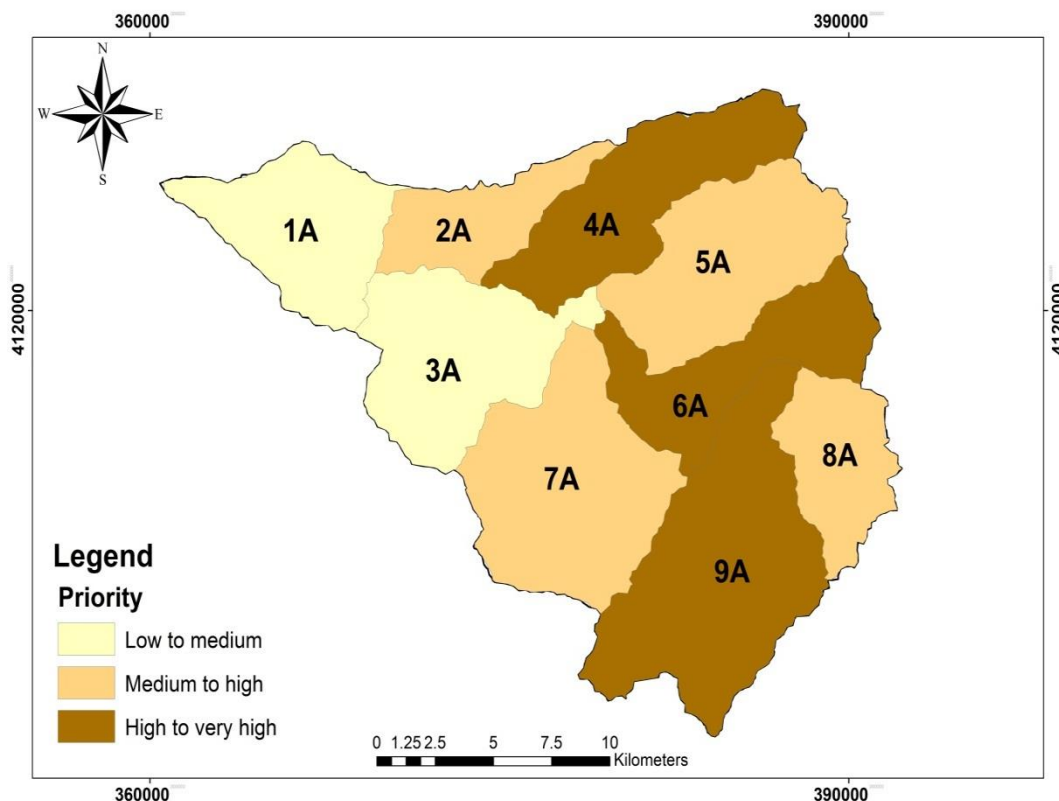 360000
390000
N
W
E
S
4120000
4120000
1A
2A
4A
5A
3A
6A
7A
8A
9A
Legend
Priority
Low to medium
Medium to high
High to very high
0 1.25 2.5 5 7.5 10
Kilometers
360000
390000